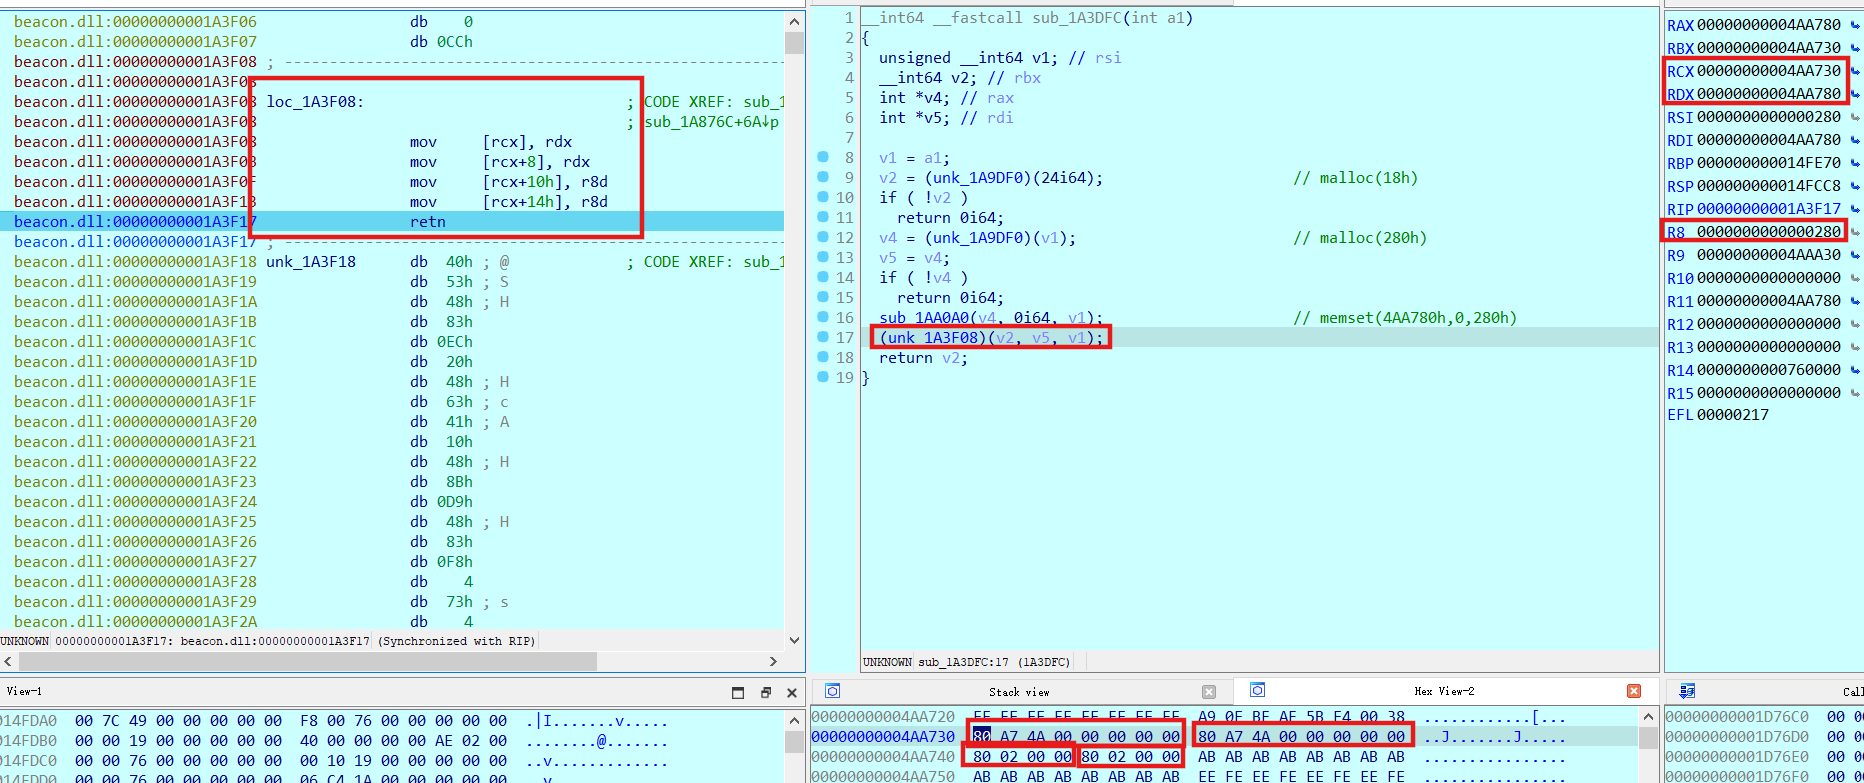 beacon.dll:00000000001A3F06 db 0
beacon.dll:00000000001A3F07 db 0CCh
beacon.dll:00000000001A3F08 ; ---------------------------------------------------------
beacon.dll:00000000001A3F08
beacon.dll:00000000001A3F08 loc_1A3F08: ; CODE XREF: sub_1
beacon.dll:00000000001A3F08 ; sub_1A876C+6A↓p
beacon.dll:00000000001A3F08 mov [rcx], rdx
beacon.dll:00000000001A3F0B mov [rcx+8], rdx
beacon.dll:00000000001A3F0F mov [rcx+10h], r8d
beacon.dll:00000000001A3F13 mov [rcx+14h], r8d
beacon.dll:00000000001A3F17 retn
beacon.dll:00000000001A3F17 ; ---------------------------------------------------------
beacon.dll:00000000001A3F18 unk_1A3F18 db 40h ; @ ; CODE XREF: sub_1
beacon.dll:00000000001A3F19 db 53h ; S
beacon.dll:00000000001A3F1A db 48h ; H
beacon.dll:00000000001A3F1B db 83h
beacon.dll:00000000001A3F1C db 0ECh
beacon.dll:00000000001A3F1D db 20h
beacon.dll:00000000001A3F1E db 48h ; H
beacon.dll:00000000001A3F1F db 63h ; c
beacon.dll:00000000001A3F20 db 41h ; A
beacon.dll:00000000001A3F21 db 10h
beacon.dll:00000000001A3F22 db 48h ; H
beacon.dll:00000000001A3F23 db 8Bh
beacon.dll:00000000001A3F24 db 0D9h
beacon.dll:00000000001A3F25 db 48h ; H
beacon.dll:00000000001A3F26 db 83h
beacon.dll:00000000001A3F27 db 0F8h
beacon.dll:00000000001A3F28 db 4
beacon.dll:00000000001A3F29 db 73h ; s
beacon.dll:00000000001A3F2A db 4
UNKNOWN 00000000001A3F17: beacon.dll:00000000001A3F17 (Synchronized with RIP)
1 __int64 __fastcall sub_1A3DFC(int a1)
2 {
3 unsigned __int64 v1; // rsi
4 __int64 v2; // rbx
5 int *v4; // rax
6 int *v5; // rdi
7
8 v1 = a1;
9 v2 = (unk_1A9DF0)(24i64); // malloc(18h)
10 if ( !v2 )
11 return 0i64;
12 v4 = (unk_1A9DF0)(v1); // malloc(280h)
13 v5 = v4;
14 if ( !v4 )
15 return 0i64;
16 sub_1AA0A0(v4, 0i64, v1); // memset(4AA780h,0,280h)
17 (unk_1A3F08)(v2, v5, v1);
18 return v2;
19 }
UNKNOWN sub_1A3DFC:17 (1A3DFC)
RAX 00000000004AA780
RBX 00000000004AA730
RCX 00000000004AA730
RDX 00000000004AA780
RSI 0000000000000280
RDI 00000000004AA780
RBP 000000000014FE70
RSP 000000000014FCC8
RIP 00000000001A3F17
R8 0000000000000280
R9 00000000004AAA30
R10 0000000000000000
R11 00000000004AA780
R12 0000000000000000
R13 0000000000000000
R14 0000000000760000
R15 0000000000000000
EFL 00000217
View-1
014FDA0 00 7C 49 00 00 00 00 00 F8 00 76 00 00 00 00 00 .|I.......v.....
014FDB0 00 00 19 00 00 00 00 00 40 00 00 00 00 AE 02 00 ........@.......
014FDC0 00 00 76 00 00 00 00 00 00 10 19 00 00 00 00 00 ..v.............
014FDD0 00 00 76 00 00 00 00 00 06 C4 1A 00 00 00 00 00 ..v.............
Stack view
Hex View-2
00000000004AA720 EE FE EE FE EE FE EE FE A9 0F BE AF 5B F4 00 38 ............[...
00000000004AA730 80 A7 4A 00 00 00 00 00 80 A7 4A 00 00 00 00 00 ..J.......J.....
00000000004AA740 80 02 00 00 80 02 00 00 AB AB AB AB AB AB AB AB ................
00000000004AA750 AB AB AB AB AB AB AB AB EE FE EE FE EE FE EE FE ................
Call
00000000001D76C0 00 00
00000000001D76D0 00 00
00000000001D76E0 00 00
00000000001D76F0 00 00